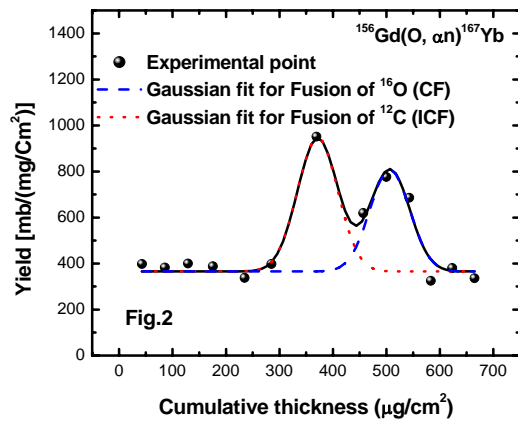 ¹⁵⁶Gd(O, αn)¹⁶⁷Yb
Experimental point
Gaussian fit for Fusion of ¹⁶O (CF)
Gaussian fit for Fusion of ¹²C (ICF)
Yield [mb/(mg/Cm²)]
1400
1200
1000
800
600
400
200
0
Fig.2
0 100 200 300 400 500 600 700
Cumulative thickness (μg/cm²)